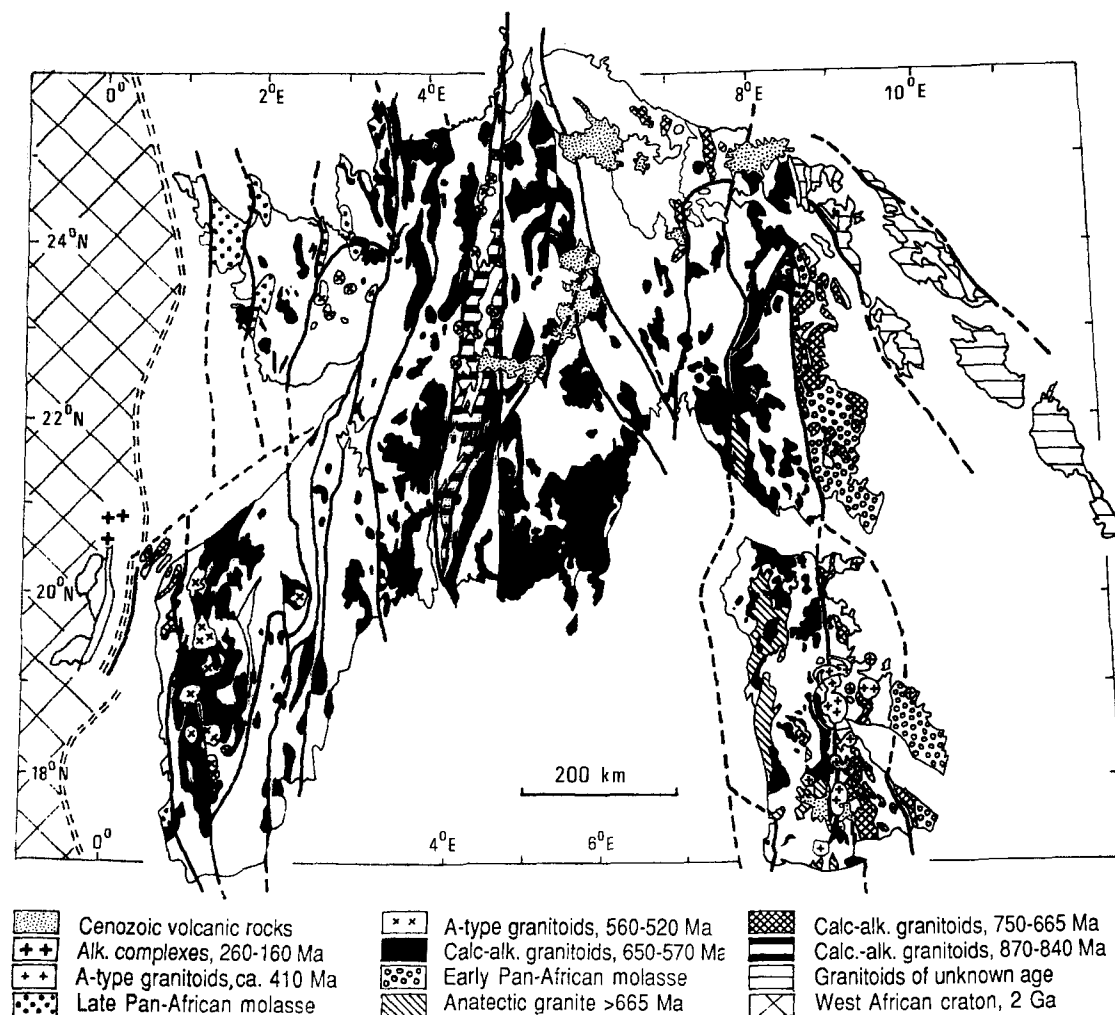 0° 2°E 4°E 8°E 10°E
24°N
22°N
20°N
18°N
200 km
0° 4°E 6°E
Cenozoic volcanic rocks
Alk. complexes, 260-160 Ma
A-type granitoids, ca. 410 Ma
Late Pan-African molasse
A-type granitoids, 560-520 Ma
Calc-alk. granitoids, 650-570 Ma
Early Pan-African molasse
Anatectic granite >665 Ma
Calc-alk. granitoids, 750-665 Ma
Calc.-alk. granitoids, 870-840 Ma
Granitoids of unknown age
West African craton, 2 Ga